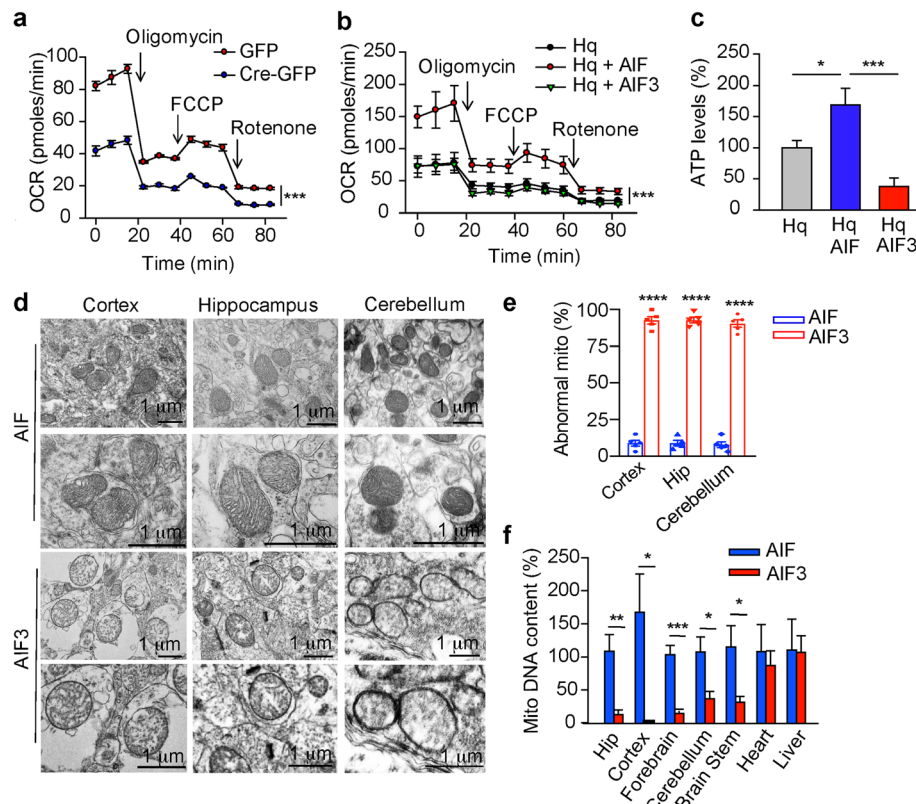 a
Oligomycin
GFP
Cre-GFP
FCCP
Rotenone
OCR (pmoles/min)
100
80
60
40
20
0
***
0 20 40 60 80
Time (min)
b
Hq
Hq + AIF
Hq + AIF3
Oligomycin
FCCP
Rotenone
OCR (pmoles/min)
250
200
150
100
50
0
***
0 20 40 60 80
Time (min)
c
ATP levels (%)
250
200
150
100
50
0
* ***
Hq Hq Hq
AIF AIF3
d
Cortex Hippocampus Cerebellum
AIF
1 µm 1 µm 1 µm
1 µm 1 µm 1 µm
AIF3
1 µm 1 µm 1 µm
1 µm 1 µm 1 µm
e
Abnormal mito (%)
100
75
50
25
0
**** **** ****
AIF
AIF3
Cortex Hip Cerebellum
f
Mito DNA content (%)
250
200
150
100
50
0
AIF
AIF3
** * *** * *
Hip Cortex Forebrain Cerebellum Brain Stem Heart Liver